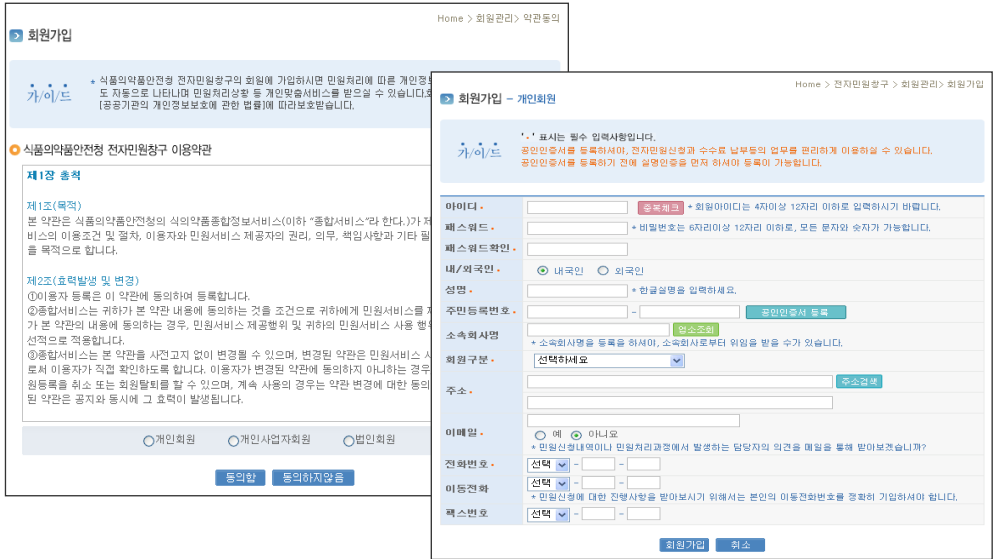 Home > 회원관리> 약관동의
회원가입
가/이/드
* 식품의약품안전청 전자민원창구의 회원에 가입하시면 민원처리에 따른 개인정보
도 자동으로 나타나며 민원처리상황 등 개인맞춤서비스를 받으실 수 있습니다.
[공공기관의 개인정보보호에 관한 법률]에 따라보호받습니다.
식품의약품안전청 전자민원창구 이용약관
제1장 총칙
제1조(목적)
본 약관은 식품의약품안전청의 식의약품종합정보서비스(이하 "종합서비스"라 한다.)가 제
비스의 이용조건 및 절차, 이용자와 민원서비스 제공자의 권리, 의무, 책임사항과 기타 필
을 목적으로 합니다.
제2조(효력발생 및 변경)
①이용자 등록은 이 약관에 동의하여 등록합니다.
②종합서비스는 귀하가 본 약관 내용에 동의하는 것을 조건으로 귀하에게 민원서비스를 제
가 본 약관의 내용에 동의하는 경우, 민원서비스 제공행위 및 귀하의 민원서비스 사용 행위
선적으로 적용합니다.
③종합서비스는 본 약관을 사전고지 없이 변경될 수 있으며, 변경된 약관은 민원서비스 사
로써 이용자가 직접 확인하도록 합니다. 이용자가 변경된 약관에 동의하지 아니하는 경우
원등록을 취소 또는 회원탈퇴를 할 수 있으며, 계속 사용의 경우는 약관 변경에 대한 동의
된 약관은 공지와 동시에 그 효력이 발생됩니다.
개인회원 개인사업자회원 법인회원
동의함 동의하지않음
Home > 전자민원창구 > 회원관리> 회원가입
회원가입 - 개인회원
가/이/드
'•' 표시는 필수 입력사항입니다.
공인인증서를 등록하셔야, 전자민원신청과 수수료 납부등의 업무를 편리하게 이용하실 수 있습니다.
공인인증서를 등록하기 전에 실명인증을 먼저 하셔야 등록이 가능합니다.
아이디• 중복체크 * 회원아이디는 4자이상 12자리 이하로 입력하시기 바랍니다.
패스워드• * 비밀번호는 6자리이상 12자리 이하로, 모든 문자와 숫자가 가능합니다.
패스워드확인•
내/외국인• 내국인 외국인
성명• * 한글실명을 입력하세요.
주민등록번호• - 공인인증서 등록
소속회사명 업소조회
* 소속회사명을 등록을 하셔야, 소속회사로부터 위임을 받을 수가 있습니다.
회원구분• 선택하세요
주소• 주소검색
이메일• 예 아니요
* 민원신청내역이나 민원처리과정에서 발생하는 담당자의 의견을 메일을 통해 받아보겠습니까?
전화번호• 선택 - -
이동전화 선택 - -
* 민원신청에 대한 진행사항을 받아보시기 위해서는 본인의 이동전화번호를 정확히 기입하셔야 합니다.
팩스번호 선택 - -
회원가입 취소